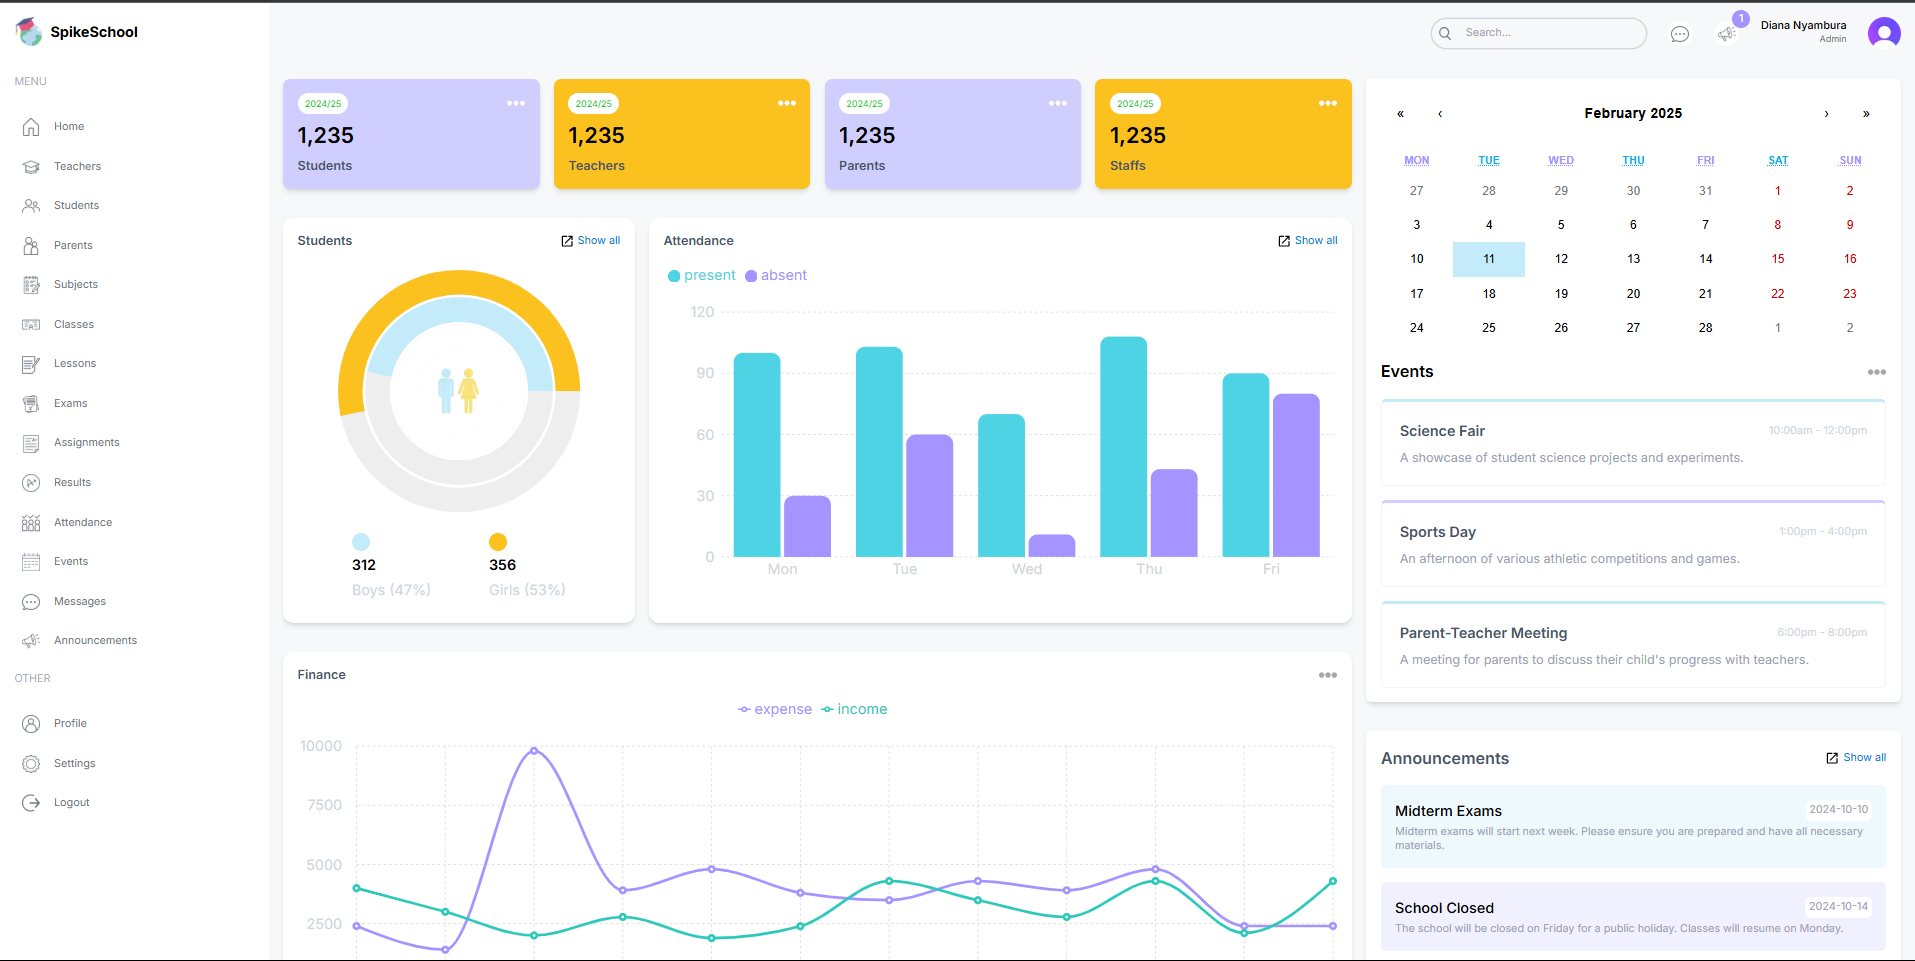 SpikeSchool
MENU
Home
Teachers
Students
Parents
Subjects
Classes
Lessons
Exams
Assignments
Results
Attendance
Events
Messages
Announcements
OTHER
Profile
Settings
Logout
Search...
1
Diana Nyambura
Admin
2024/25
1,235
Students
2024/25
1,235
Teachers
2024/25
1,235
Parents
2024/25
1,235
Staffs
Students
Show all
312
Boys (47%)
356
Girls (53%)
Attendance
Show all
present absent
120
90
60
30
0
Mon Tue Wed Thu Fri
Finance
expense income
10000
7500
5000
2500
« ‹ February 2025 › »
MON TUE WED THU FRI SAT SUN
27 28 29 30 31 1 2
3 4 5 6 7 8 9
10 11 12 13 14 15 16
17 18 19 20 21 22 23
24 25 26 27 28 1 2
Events
Science Fair 10:00am - 12:00pm
A showcase of student science projects and experiments.
Sports Day 1:00pm - 4:00pm
An afternoon of various athletic competitions and games.
Parent-Teacher Meeting 6:00pm - 8:00pm
A meeting for parents to discuss their child's progress with teachers.
Announcements
Show all
Midterm Exams 2024-10-10
Midterm exams will start next week. Please ensure you are prepared and have all necessary
materials.
School Closed 2024-10-14
The school will be closed on Friday for a public holiday. Classes will resume on Monday.